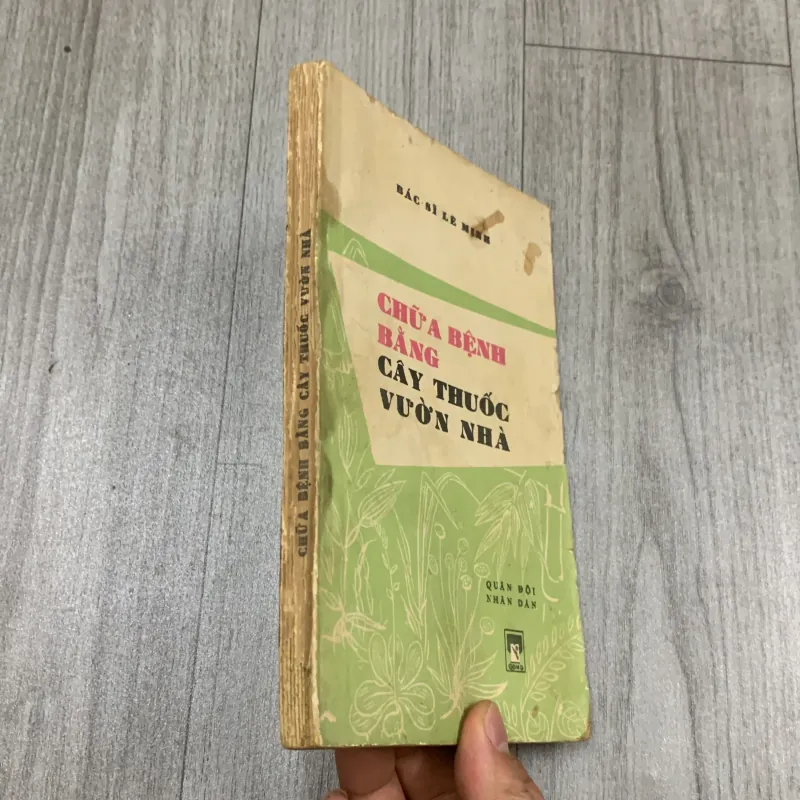 BÁC SĨ LÊ MINH
CHỮA BỆNH
BẰNG
CÂY THUỐC
VƯỜN NHÀ
QUÂN ĐỘI
NHÂN DÂN
CHỮA BỆNH BẰNG CÂY THUỐC VƯỜN NHÀ